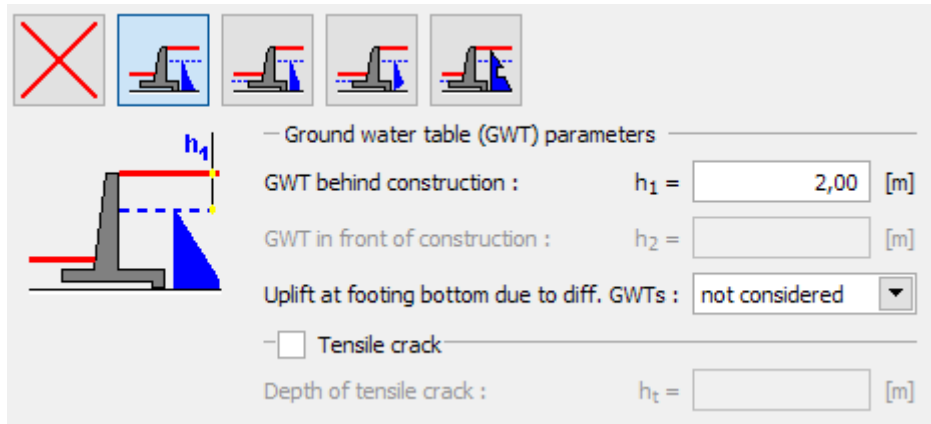 h1
Ground water table (GWT) parameters
GWT behind construction : h1 = 2,00 [m]
GWT in front of construction : h2 = [m]
Uplift at footing bottom due to diff. GWTs : not considered
Tensile crack
Depth of tensile crack : ht = [m]